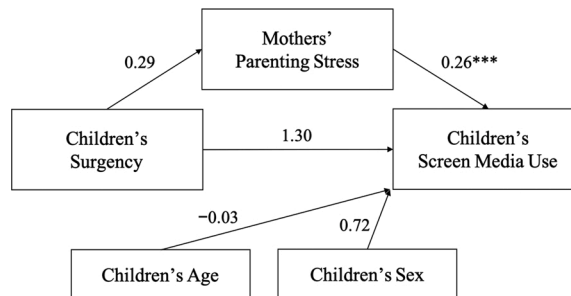 Mothers'
Parenting Stress
0.29
0.26***
Children's
Surgency
1.30
Children's
Screen Media Use
−0.03
0.72
Children's Age
Children's Sex